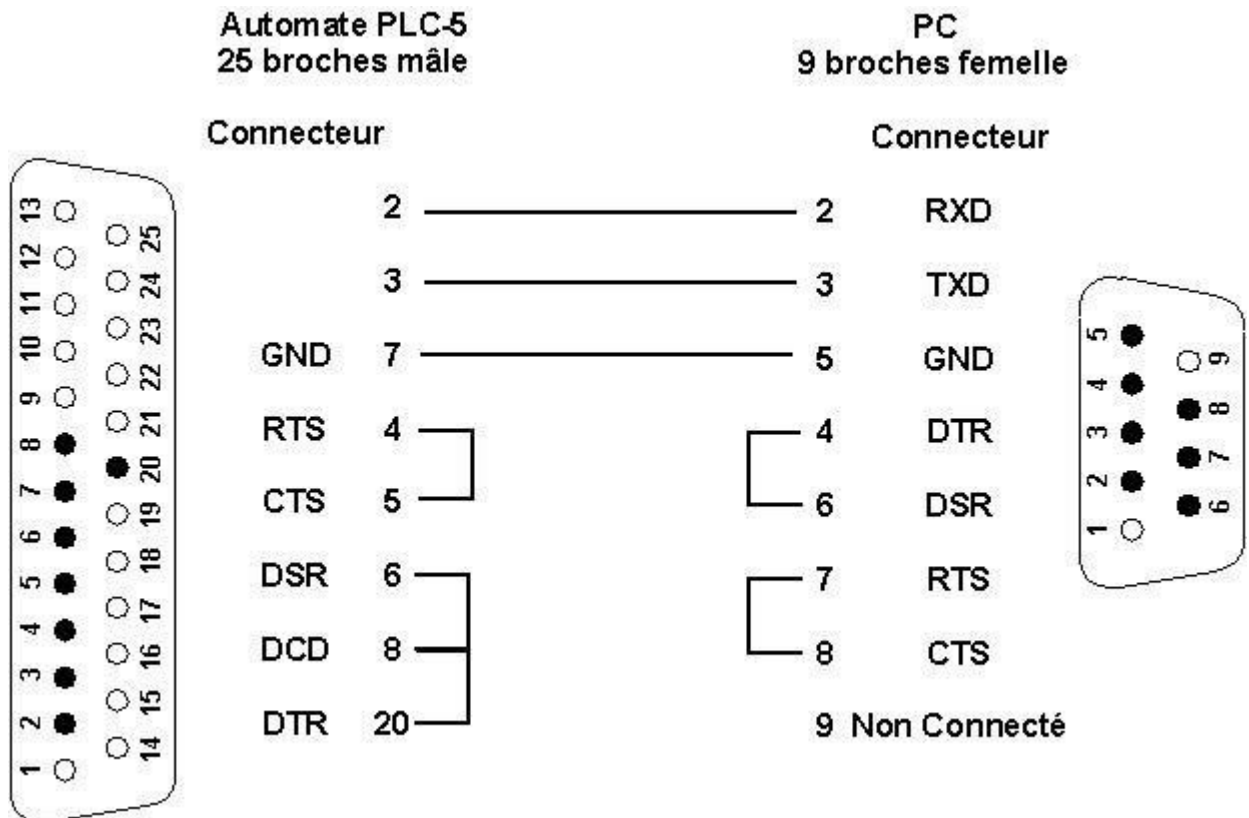 Automate PLC-5
25 broches mâle
PC
9 broches femelle
Connecteur
Connecteur
2 2 RXD
3 3 TXD
GND 7 5 GND
RTS 4 4 DTR
CTS 5 6 DSR
DSR 6 7 RTS
DCD 8 8 CTS
DTR 20 9 Non Connecté
13
12
11
10
9
8
7
6
5
4
3
2
1
25
24
23
22
21
20
19
18
17
16
15
14
5
4
3
2
1
9
8
7
6